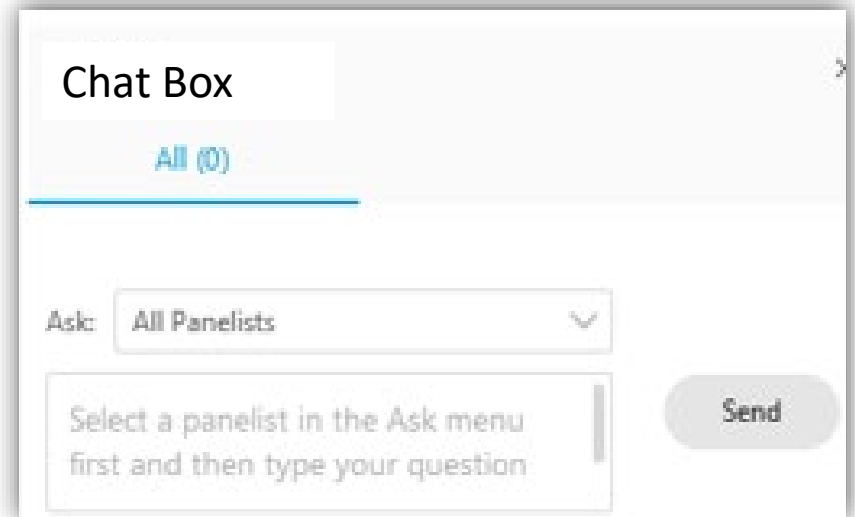 Chat Box
All (0)
Ask: All Panelists
Select a panelist in the Ask menu
first and then type your question
Send